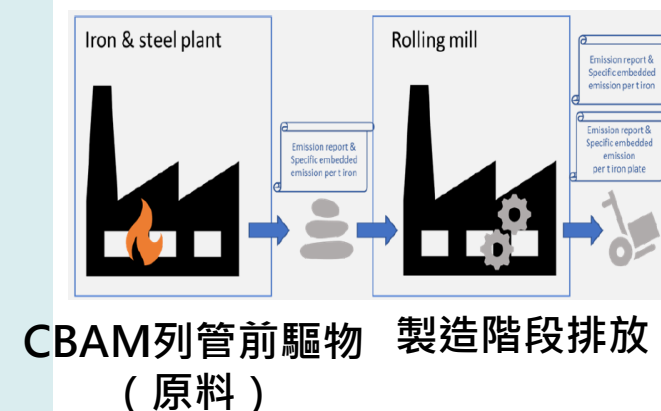 Iron & steel plant
Rolling mill
Emission report &
Specific embedded
emission per t iron
Emission report &
Specific embedded
emission per t iron
Emission report &
Specific embedded
emission
per t iron plate
CBAM列管前驅物
（原料）
製造階段排放